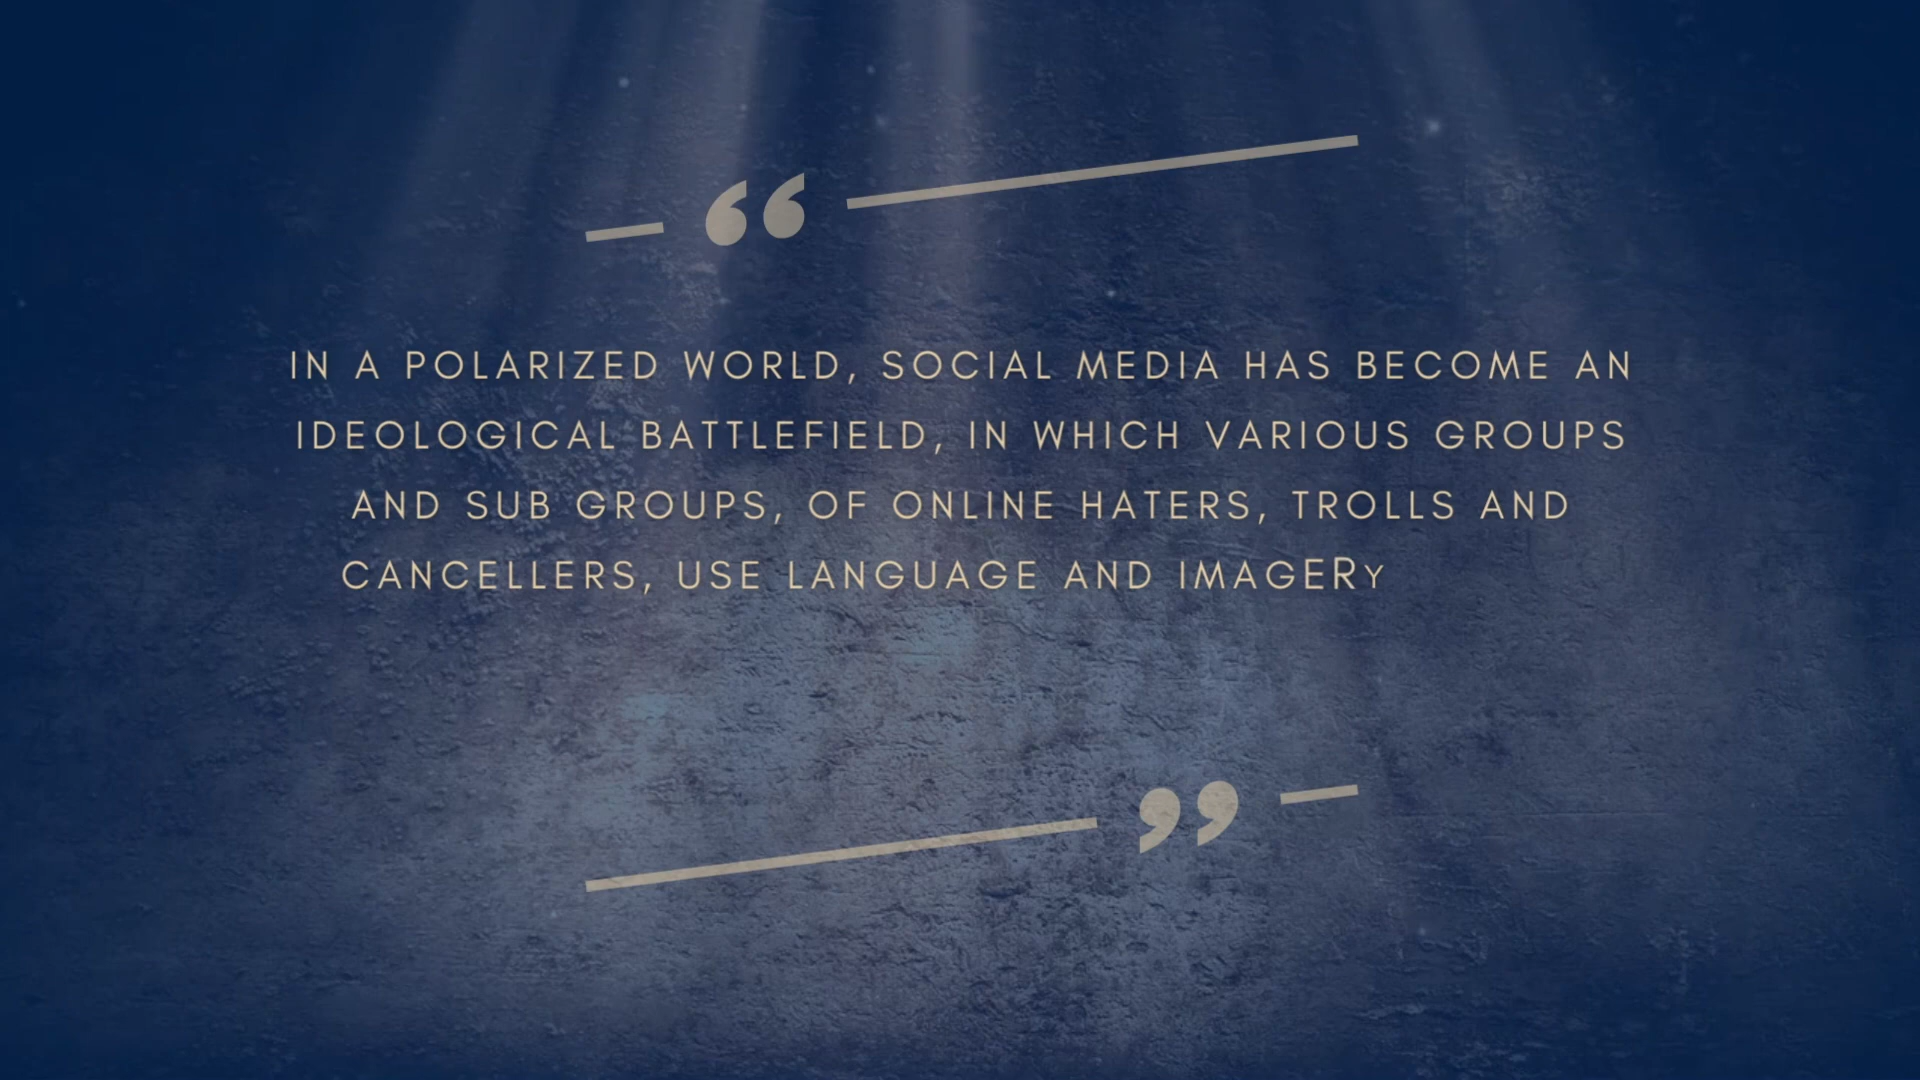 “
IN A POLARIZED WORLD, SOCIAL MEDIA HAS BECOME AN
IDEOLOGICAL BATTLEFIELD, IN WHICH VARIOUS GROUPS
AND SUB GROUPS, OF ONLINE HATERS, TROLLS AND
CANCELLERS, USE LANGUAGE AND IMAGERY
”